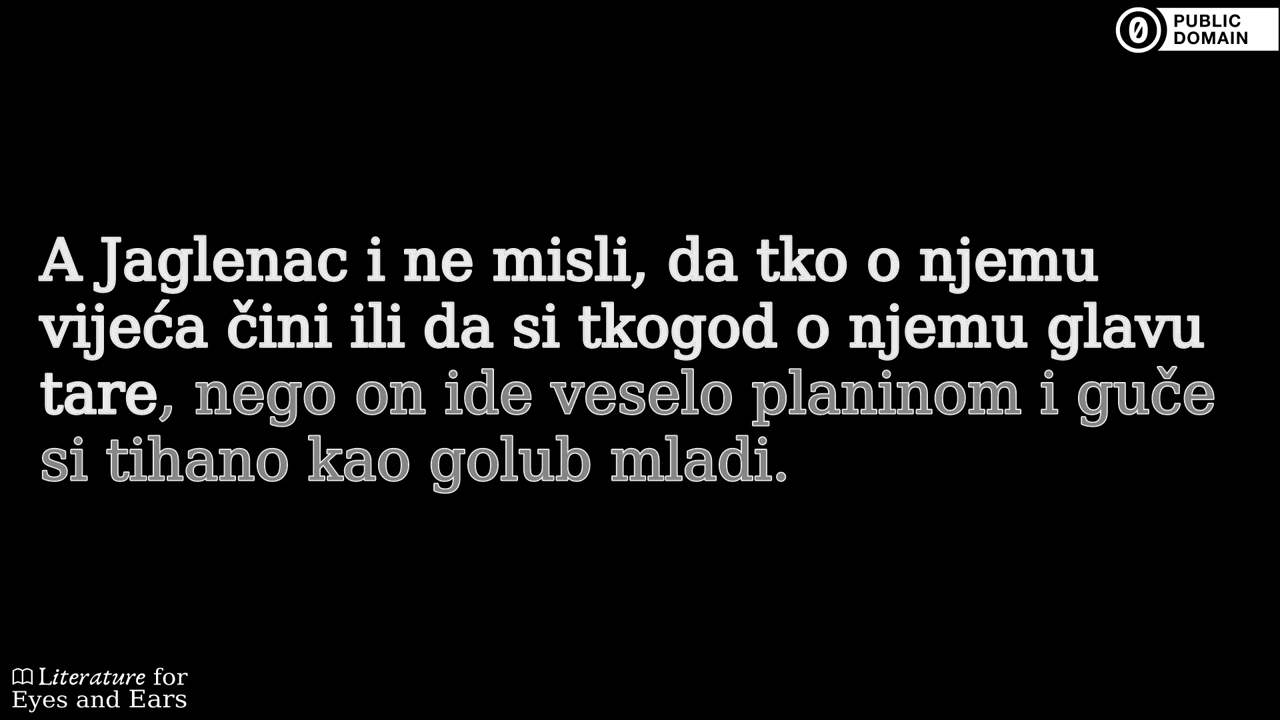 PUBLIC
DOMAIN
A Jaglenac i ne misli, da tko o njemu
vijeća čini ili da si tkogod o njemu glavu
tare, nego on ide veselo planinom i guče
si tihano kao golub mladi.
Literature for
Eyes and Ears